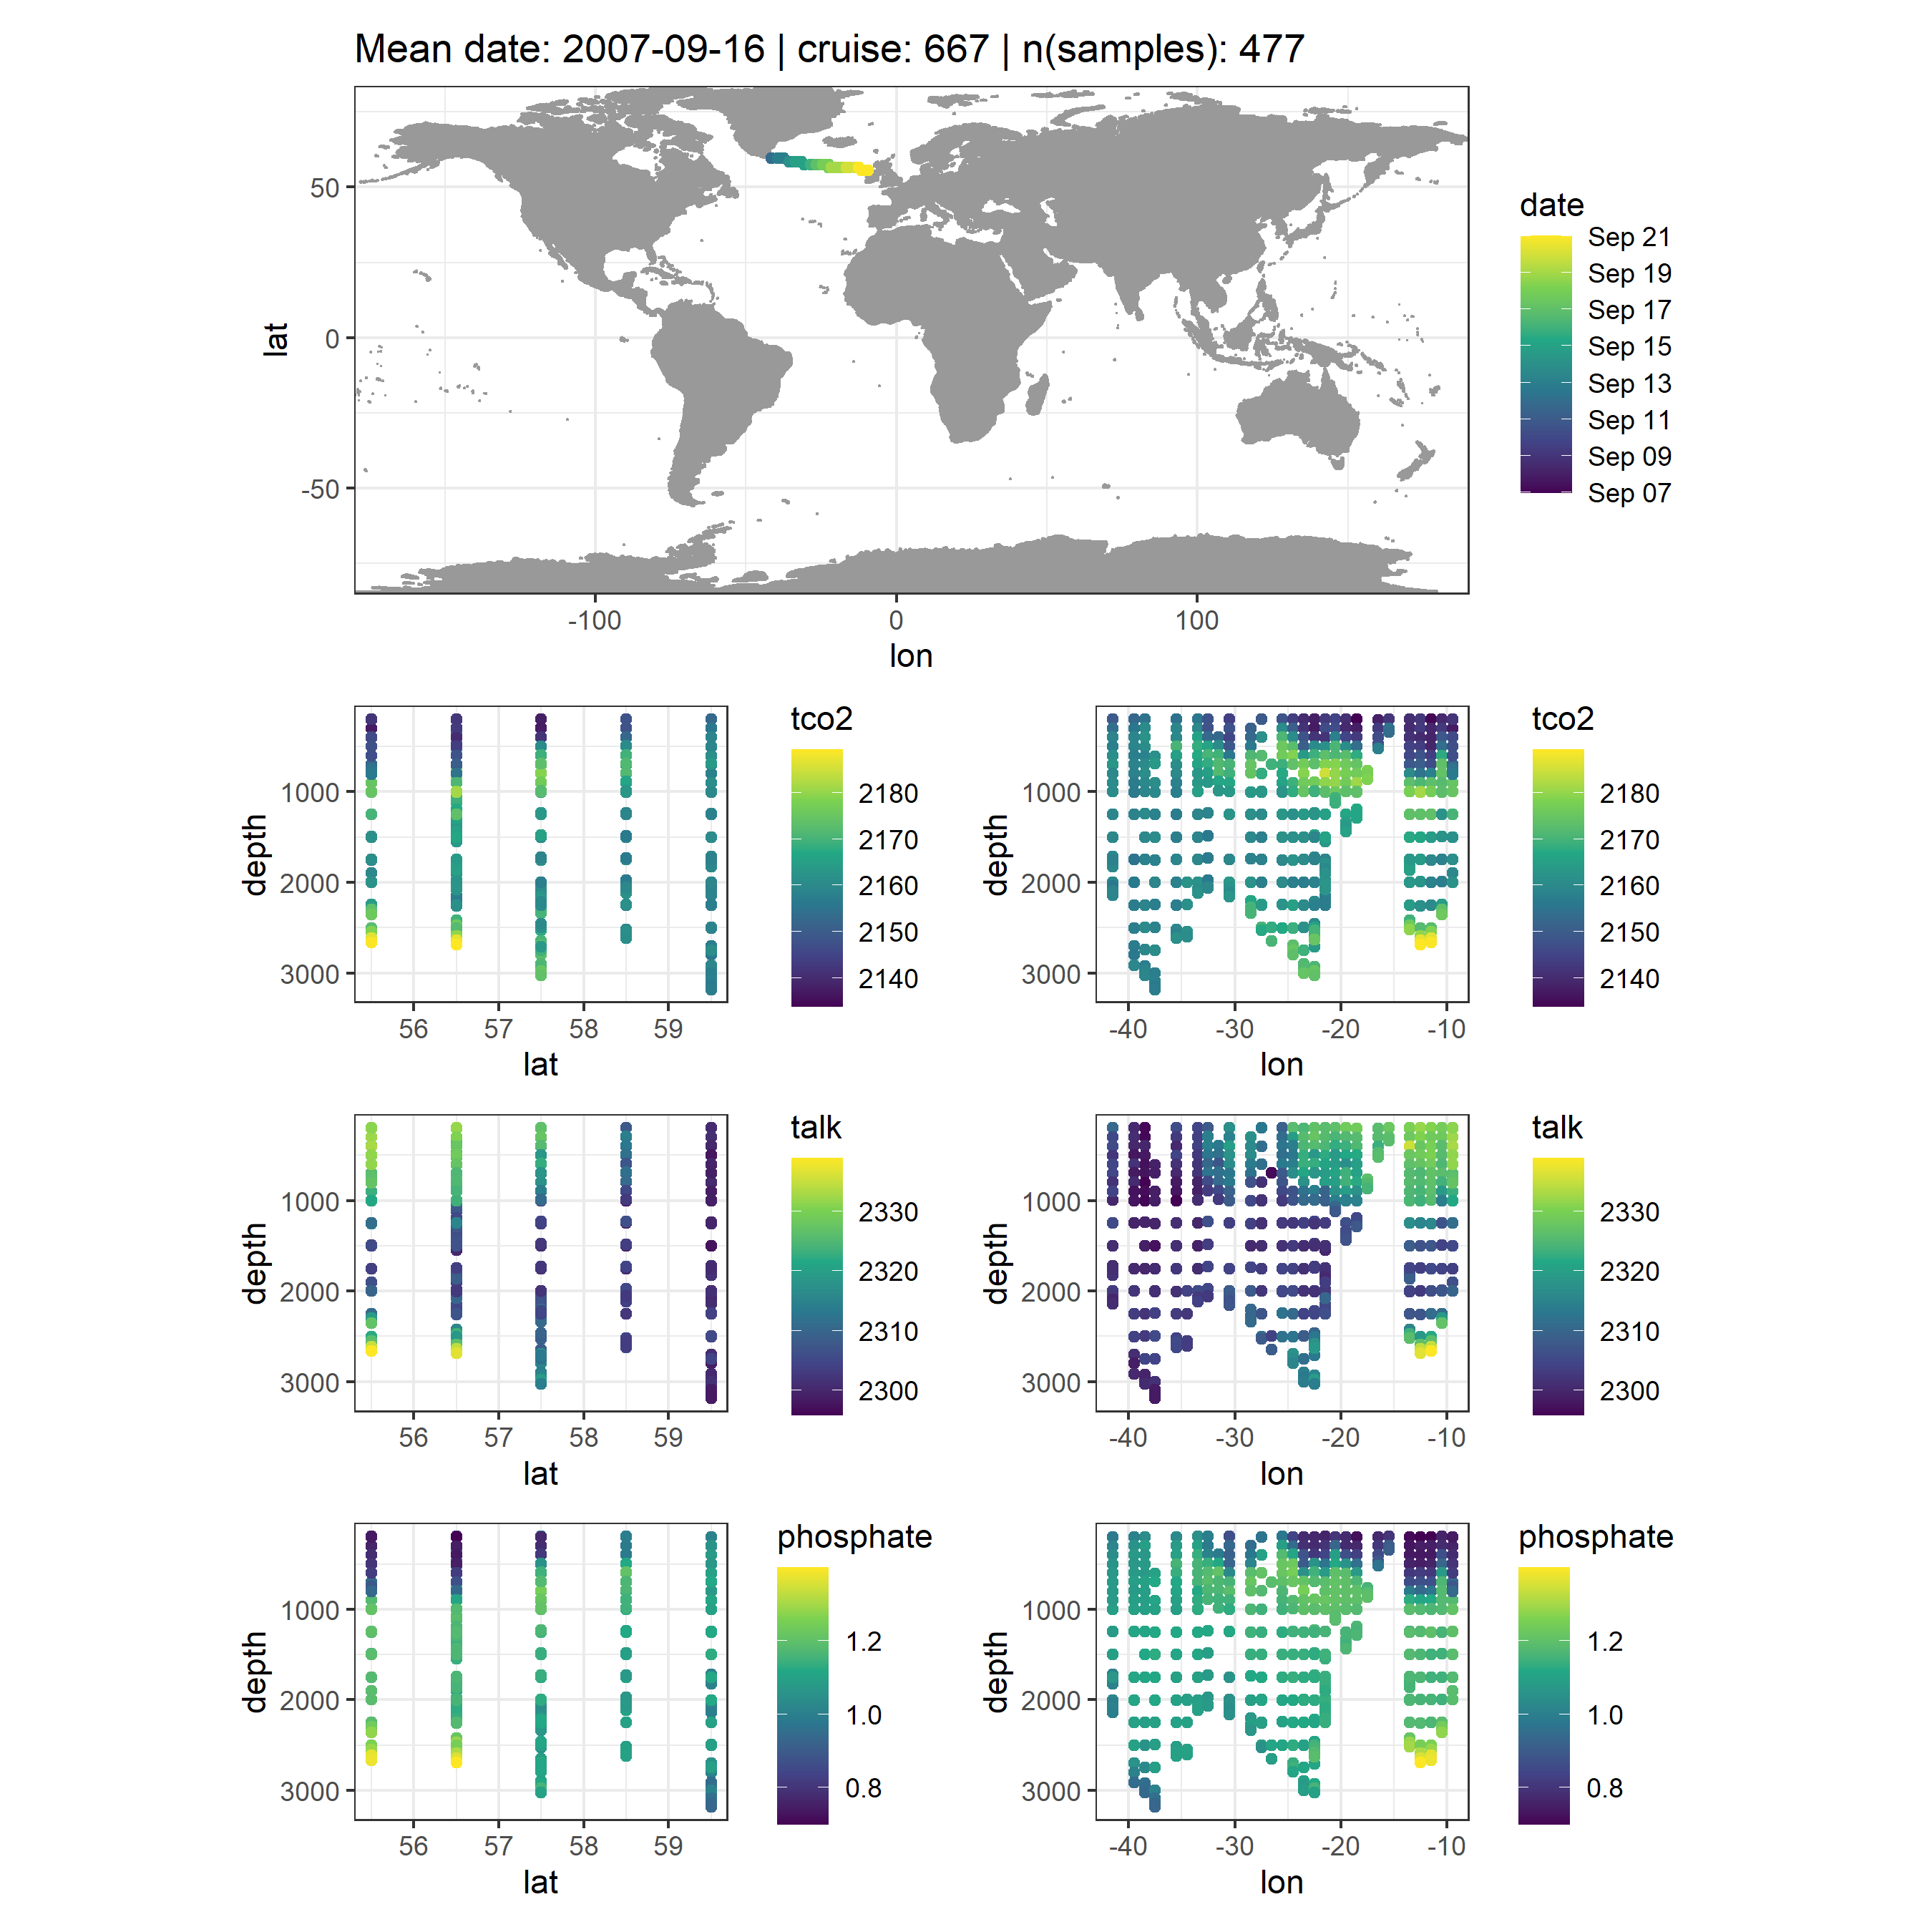 Mean date: 2007-09-16 | cruise: 667 | n(samples): 477
lat
50
0
-50
-100 0 100
lon
date
Sep 21
Sep 19
Sep 17
Sep 15
Sep 13
Sep 11
Sep 09
Sep 07
depth
1000
2000
3000
56 57 58 59
lat
tco2
2180
2170
2160
2150
2140
depth
1000
2000
3000
-40 -30 -20 -10
lon
tco2
2180
2170
2160
2150
2140
depth
1000
2000
3000
56 57 58 59
lat
talk
2330
2320
2310
2300
depth
1000
2000
3000
-40 -30 -20 -10
lon
talk
2330
2320
2310
2300
depth
1000
2000
3000
56 57 58 59
lat
phosphate
1.2
1.0
0.8
depth
1000
2000
3000
-40 -30 -20 -10
lon
phosphate
1.2
1.0
0.8